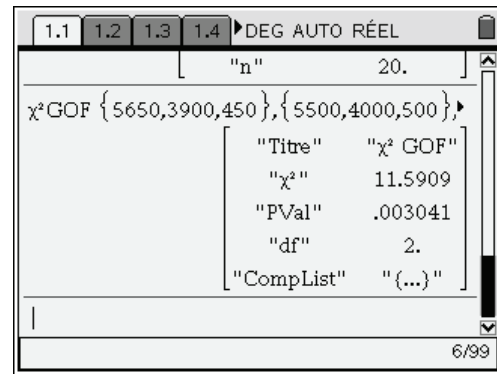 1.1 1.2 1.3 1.4 DEG AUTO RÉEL
"n" 20.
χ²GOF {5650,3900,450},{5500,4000,500},
"Titre" "χ² GOF"
"χ²" 11.5909
"PVal" .003041
"df" 2.
"CompList" "{...}"
6/99